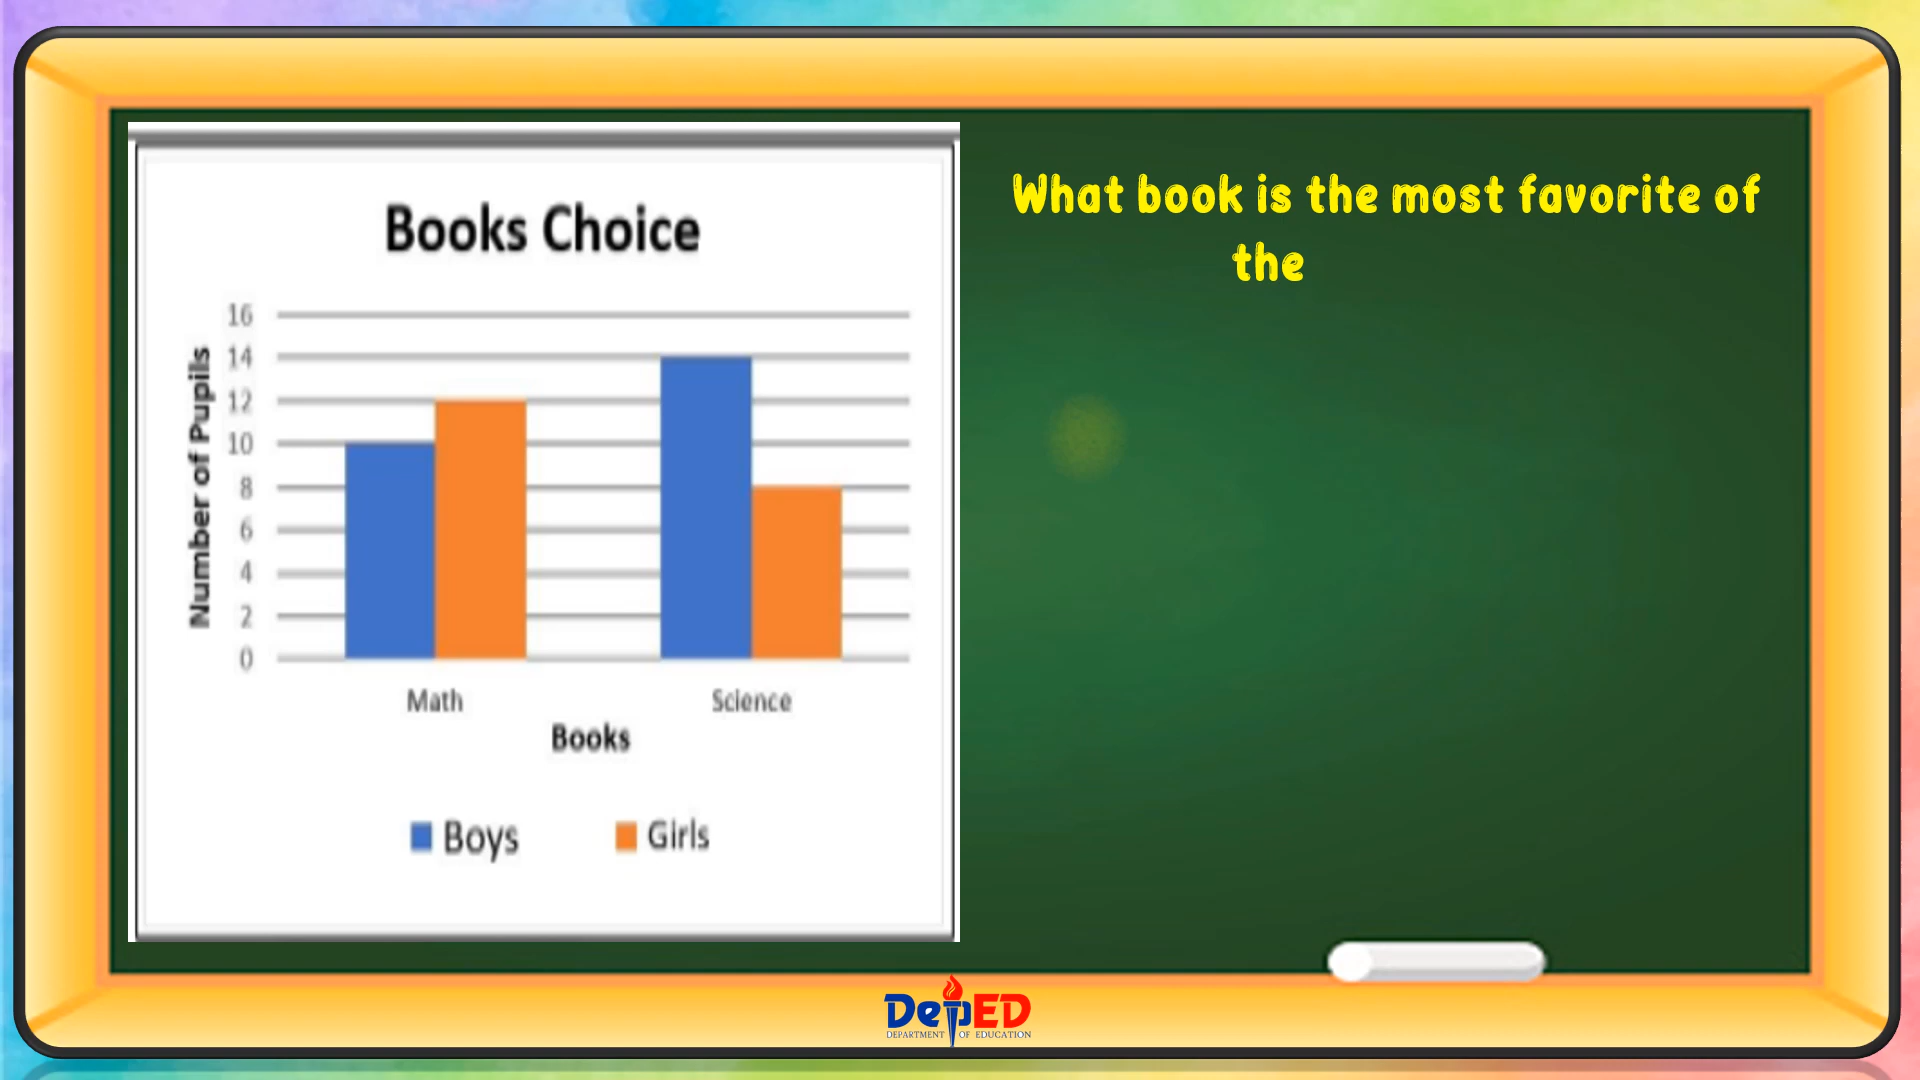 What book is the most favorite of
the
Books Choice
Number of Pupils
16
14
12
10
8
6
4
2
0
Math
Science
Books
Boys
Girls
DepED
DEPARTMENT OF EDUCATION